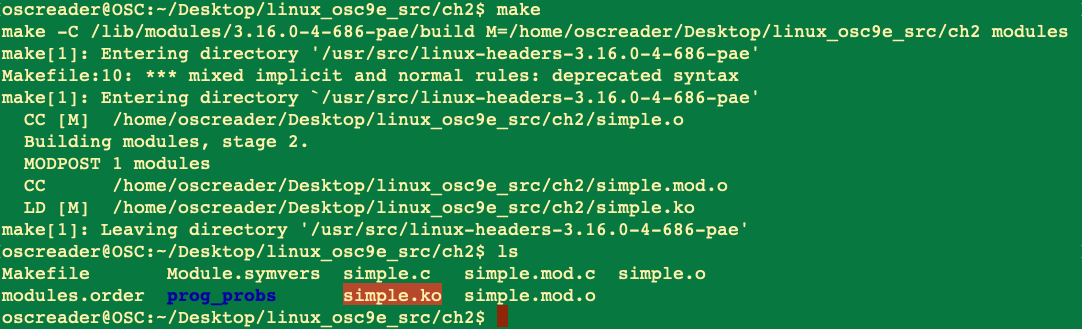 oscreader@OSC:~/Desktop/linux_osc9e_src/ch2$ make
make -C /lib/modules/3.16.0-4-686-pae/build M=/home/oscreader/Desktop/linux_osc9e_src/ch2 modules
make[1]: Entering directory '/usr/src/linux-headers-3.16.0-4-686-pae'
Makefile:10: *** mixed implicit and normal rules: deprecated syntax
make[1]: Entering directory `/usr/src/linux-headers-3.16.0-4-686-pae'
  CC [M]  /home/oscreader/Desktop/linux_osc9e_src/ch2/simple.o
  Building modules, stage 2.
  MODPOST 1 modules
  CC      /home/oscreader/Desktop/linux_osc9e_src/ch2/simple.mod.o
  LD [M]  /home/oscreader/Desktop/linux_osc9e_src/ch2/simple.ko
make[1]: Leaving directory '/usr/src/linux-headers-3.16.0-4-686-pae'
oscreader@OSC:~/Desktop/linux_osc9e_src/ch2$ ls
Makefile       Module.symvers  simple.c   simple.mod.c  simple.o
modules.order  prog_probs      simple.ko  simple.mod.o
oscreader@OSC:~/Desktop/linux_osc9e_src/ch2$